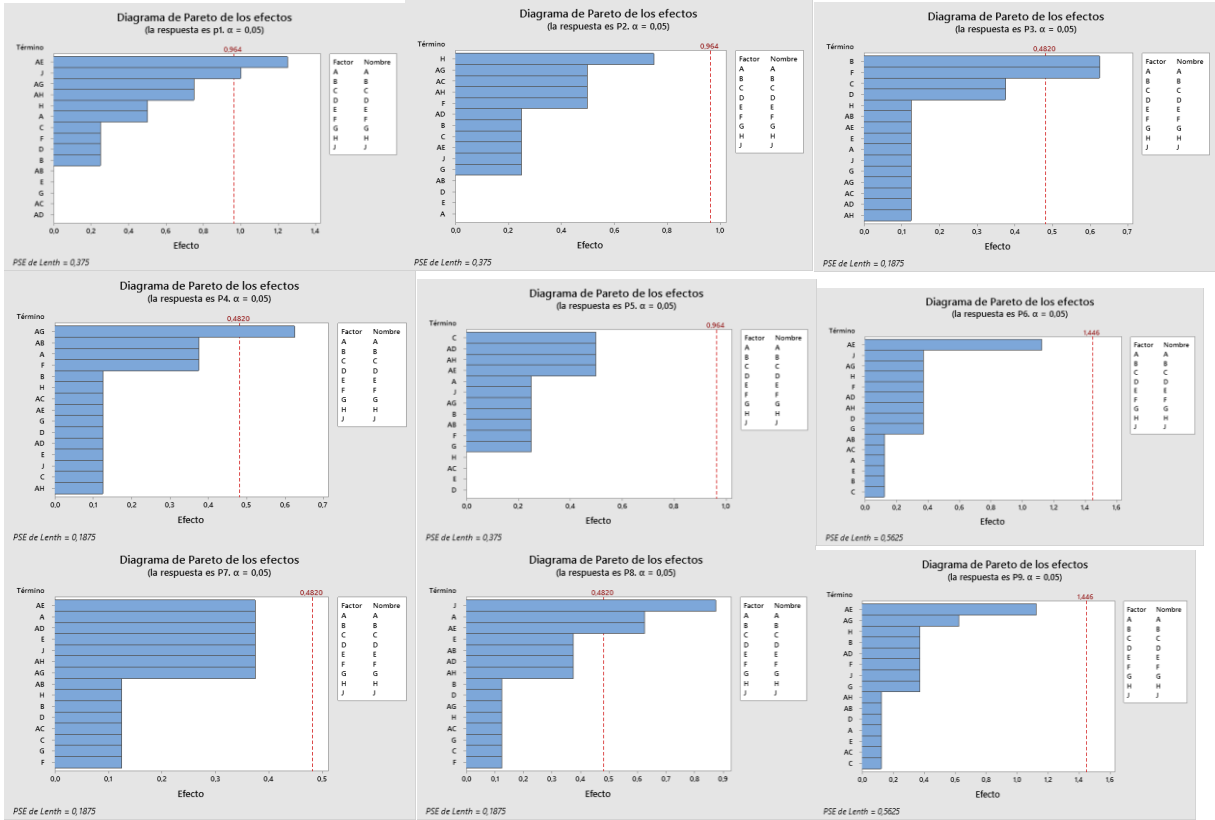 Diagrama de Pareto de los efectos
(la respuesta es p1. α = 0,05)
Término
0,964
AE
J
AG
AH
H
A
C
F
D
B
AB
E
G
AC
AD
0,0 0,2 0,4 0,6 0,8 1,0 1,2 1,4
Efecto
PSE de Lenth = 0,375
Factor Nombre
A A
B B
C C
D D
E E
F F
G G
H H
J J
Diagrama de Pareto de los efectos
(la respuesta es P2. α = 0,05)
Término
0,964
H
AG
AC
AH
F
AD
B
C
AE
J
G
AB
D
E
A
0,0 0,2 0,4 0,6 0,8 1,0
Efecto
PSE de Lenth = 0,375
Factor Nombre
A A
B B
C C
D D
E E
F F
G G
H H
J J
Diagrama de Pareto de los efectos
(la respuesta es P3. α = 0,05)
Término
0,4820
B
F
C
D
H
AB
AE
E
A
J
G
AG
AC
AD
AH
0,0 0,1 0,2 0,3 0,4 0,5 0,6 0,7
Efecto
PSE de Lenth = 0,1875
Factor Nombre
A A
B B
C C
D D
E E
F F
G G
H H
J J
Diagrama de Pareto de los efectos
(la respuesta es P4. α = 0,05)
Término
0,4820
AG
AB
A
F
B
H
AC
AE
G
D
AD
E
J
C
AH
0,0 0,1 0,2 0,3 0,4 0,5 0,6 0,7
Efecto
PSE de Lenth = 0,1875
Factor Nombre
A A
B B
C C
D D
E E
F F
G G
H H
J J
Diagrama de Pareto de los efectos
(la respuesta es P5. α = 0,05)
Término
0,964
C
AD
AH
AE
A
J
AG
B
AB
F
G
H
AC
E
D
0,0 0,2 0,4 0,6 0,8 1,0
Efecto
PSE de Lenth = 0,375
Factor Nombre
A A
B B
C C
D D
E E
F F
G G
H H
J J
Diagrama de Pareto de los efectos
(la respuesta es P6. α = 0,05)
Término
1,446
AE
J
AG
H
F
AD
AH
D
G
AB
AC
A
E
B
C
0,0 0,2 0,4 0,6 0,8 1,0 1,2 1,4 1,6
Efecto
PSE de Lenth = 0,5625
Factor Nombre
A A
B B
C C
D D
E E
F F
G G
H H
J J
Diagrama de Pareto de los efectos
(la respuesta es P7. α = 0,05)
Término
0,4820
AE
A
AD
E
J
AH
AG
AB
H
B
D
AC
C
G
F
0,0 0,1 0,2 0,3 0,4 0,5
Efecto
PSE de Lenth = 0,1875
Factor Nombre
A A
B B
C C
D D
E E
F F
G G
H H
J J
Diagrama de Pareto de los efectos
(la respuesta es P8. α = 0,05)
Término
0,4820
J
A
AE
E
AB
AD
AH
B
D
AG
H
AC
G
C
F
0,0 0,1 0,2 0,3 0,4 0,5 0,6 0,7 0,8 0,9
Efecto
PSE de Lenth = 0,1875
Factor Nombre
A A
B B
C C
D D
E E
F F
G G
H H
J J
Diagrama de Pareto de los efectos
(la respuesta es P9. α = 0,05)
Término
1,446
AE
AG
H
B
AD
F
J
G
AH
AB
D
A
E
AC
C
0,0 0,2 0,4 0,6 0,8 1,0 1,2 1,4 1,6
Efecto
PSE de Lenth = 0,5625
Factor Nombre
A A
B B
C C
D D
E E
F F
G G
H H
J J